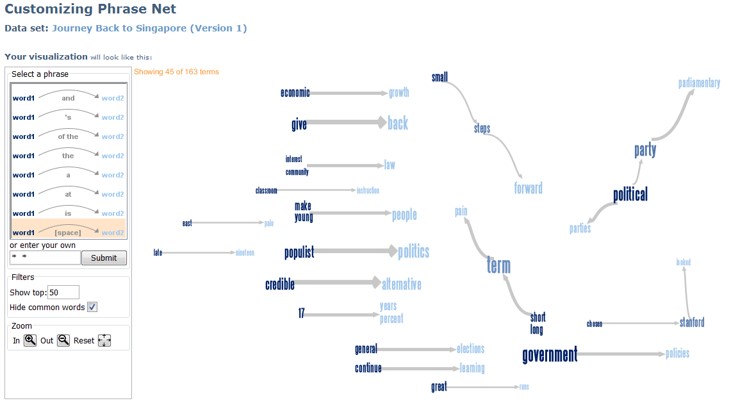 Customizing Phrase Net
Data set: Journey Back to Singapore (Version 1)
Your visualization will look like this:
Select a phrase
word1 and word2
word1 's word2
word1 of the word2
word1 the word2
word1 a word2
word1 at word2
word1 is word2
word1 [space] word2
or enter your own
* * Submit
Filters
Show top: 50
Hide common words
Zoom
In Out Reset
Showing 45 of 163 terms
economic growth
give back
interest
community
law
classroom instruction
make
young
people
east
late nineteen
populist politics
credible alternative
17
years
percent
general elections
continue learning
great
small
steps
forward
pain
term
short
long
parliamentary
party
political
parties
looked
chosen stanford
government policies